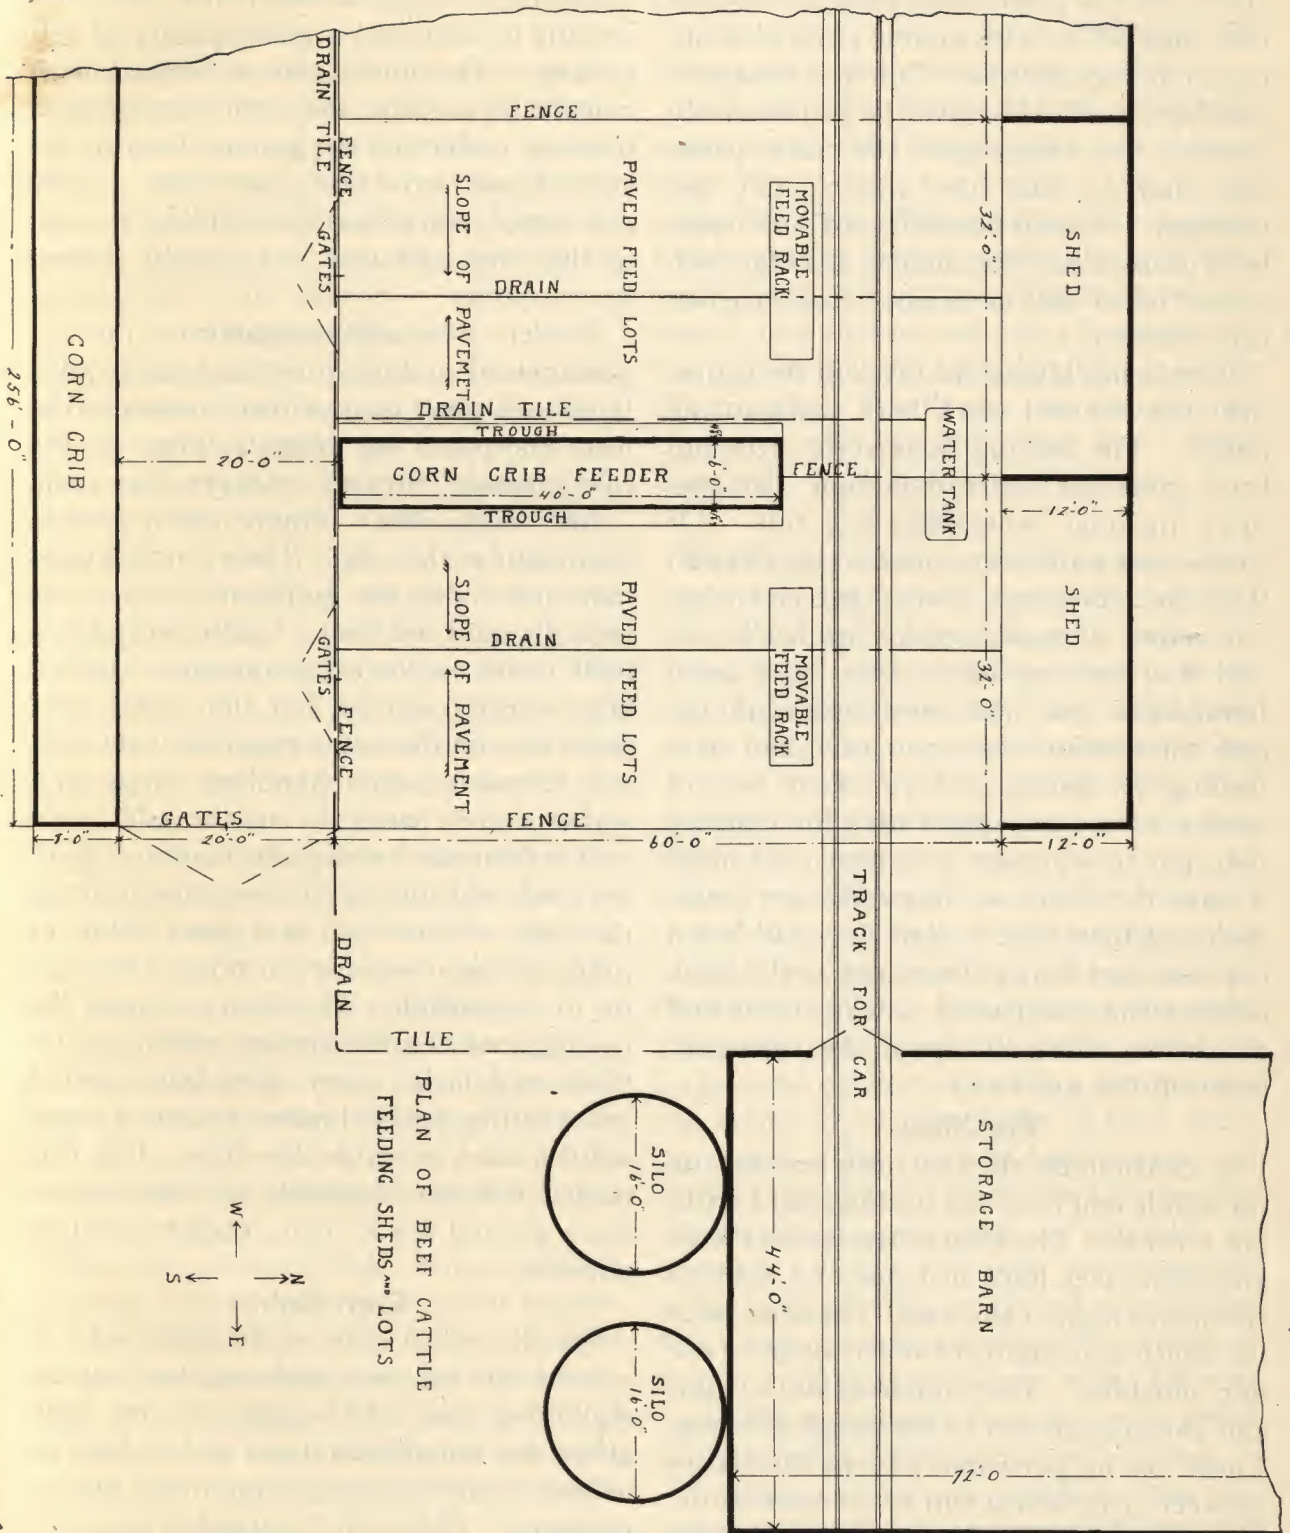 DRAIN TILE
FENCE
FENCE
GATES
SLOPE OF PAVEMET
PAVED FEED LOTS
MOVABLE
FEED RACK
32'-0"
SHED
DRAIN
CORN CRIB
256'-0"
DRAIN TILE
TROUGH
CORN CRIB FEEDER
40'-0"
6'-0"
TROUGH
20'-0"
FENCE
WATER TANK
12'-0"
SLOPE OF PAVEMENT
PAVED FEED LOTS
MOVABLE
FEED RACK
SHED
DRAIN
32'-0"
GATES
FENCE
GATES
20'-0"
FENCE
60'-0"
12'-0"
TRACK FOR CAR
DRAIN
TILE
PLAN OF BEEF CATTLE
FEEDING SHEDS AND LOTS
SILO
16'-0"
SILO
16'-0"
44'-0"
STORAGE BARN
72'-0
W
N
S
E